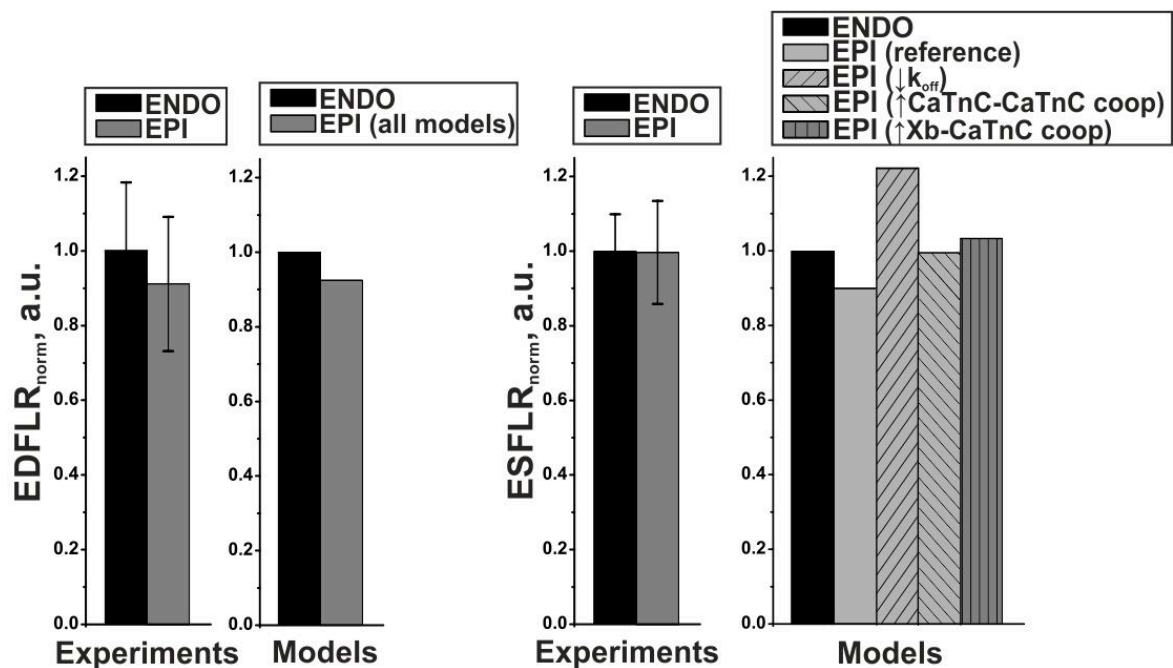 ENDO
EPI
ENDO
EPI (all models)
EDFLRnorm, a.u.
1.2
1.0
0.8
0.6
0.4
0.2
0.0
Experiments
1.2
1.0
0.8
0.6
0.4
0.2
0.0
Models
ENDO
EPI
ENDO
EPI (reference)
EPI (↓koff)
EPI (↑CaTnC-CaTnC coop)
EPI (↑Xb-CaTnC coop)
ESFLRnorm, a.u.
1.2
1.0
0.8
0.6
0.4
0.2
0.0
Experiments
1.2
1.0
0.8
0.6
0.4
0.2
0.0
Models